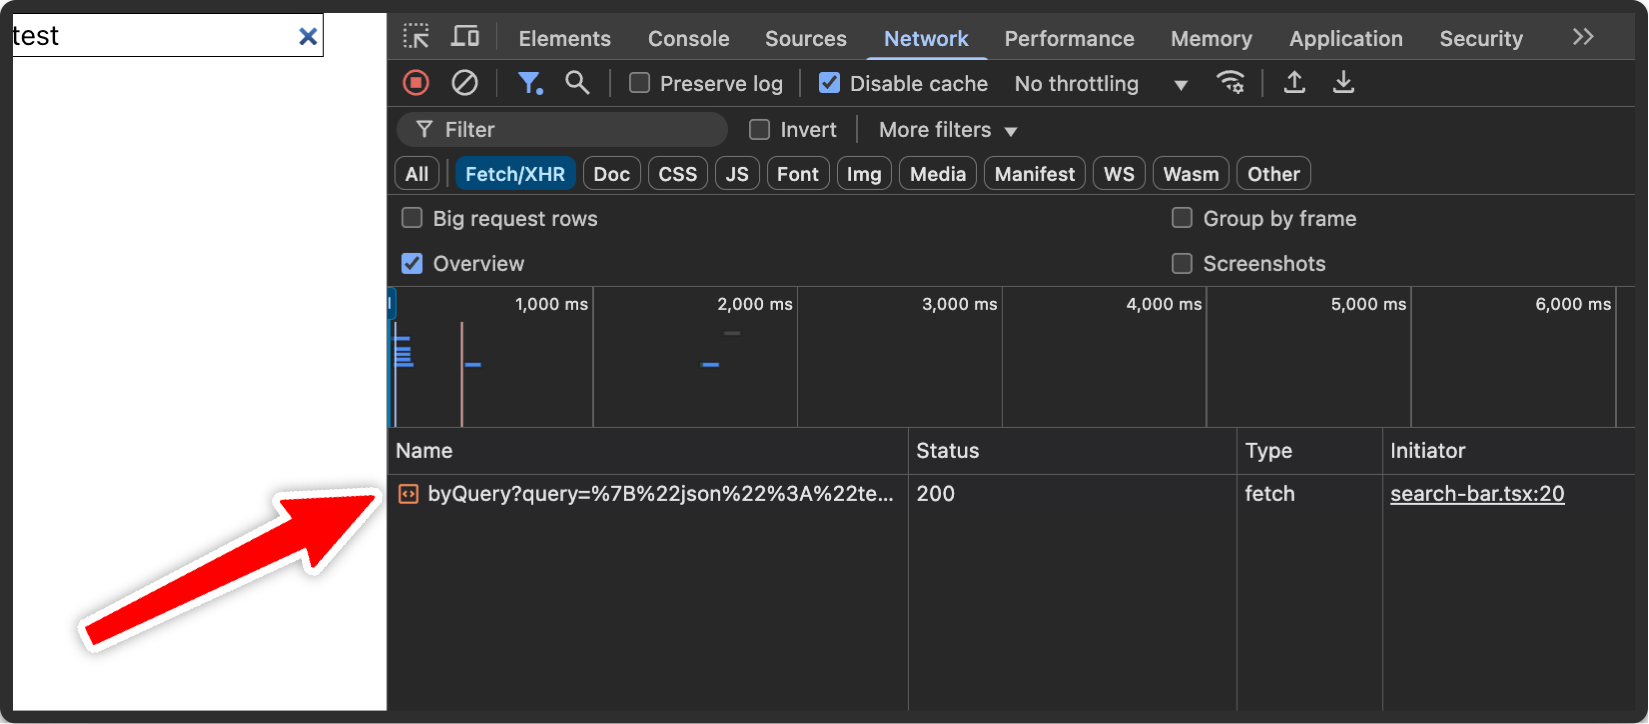 test
Elements Console Sources Network Performance Memory Application Security
Preserve log Disable cache No throttling
Filter Invert More filters
All Fetch/XHR Doc CSS JS Font Img Media Manifest WS Wasm Other
Big request rows Group by frame
Overview Screenshots
1,000 ms 2,000 ms 3,000 ms 4,000 ms 5,000 ms 6,000 ms
Name Status Type Initiator
byQuery?query=%7B%22json%22%3A%22te... 200 fetch search-bar.tsx:20